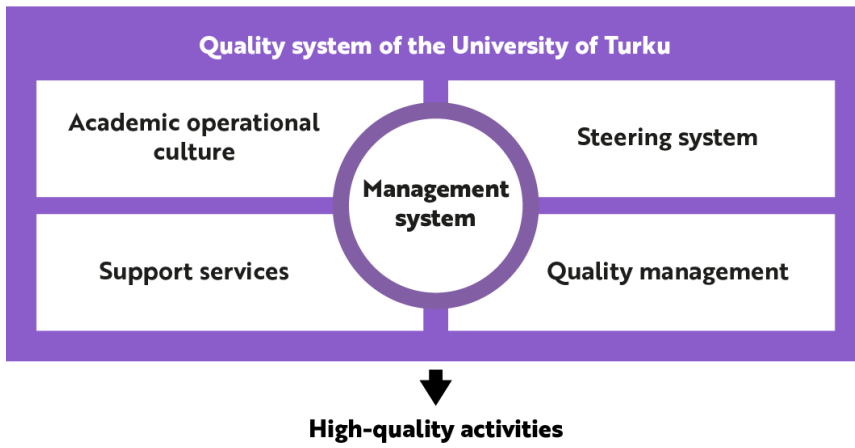 Quality system of the University of Turku
Academic operational
culture
Steering system
Management
system
Support services
Quality management
High-quality activities